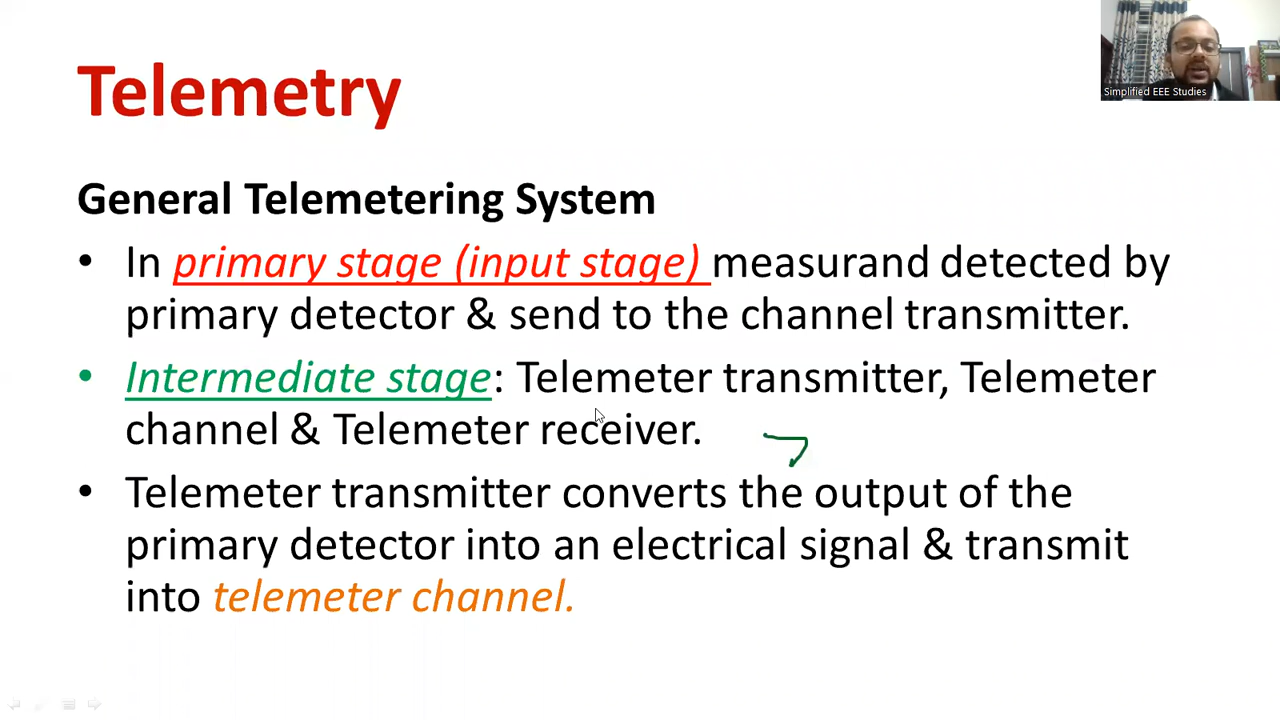 Telemetry
Simplified EEE Studies
General Telemetering System
• In primary stage (input stage) measurand detected by
primary detector & send to the channel transmitter.
• Intermediate stage: Telemeter transmitter, Telemeter
channel & Telemeter receiver.
• Telemeter transmitter converts the output of the
primary detector into an electrical signal & transmit
into telemeter channel.